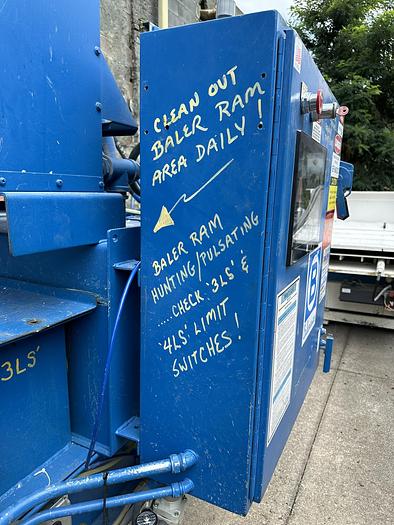 CLEAN OUT
BALER RAM
AREA DAILY!
BALER RAM
HUNTING/PULSATING
....CHECK '3LS' &
'4LS' LIMIT
SWITCHES!
3LS'